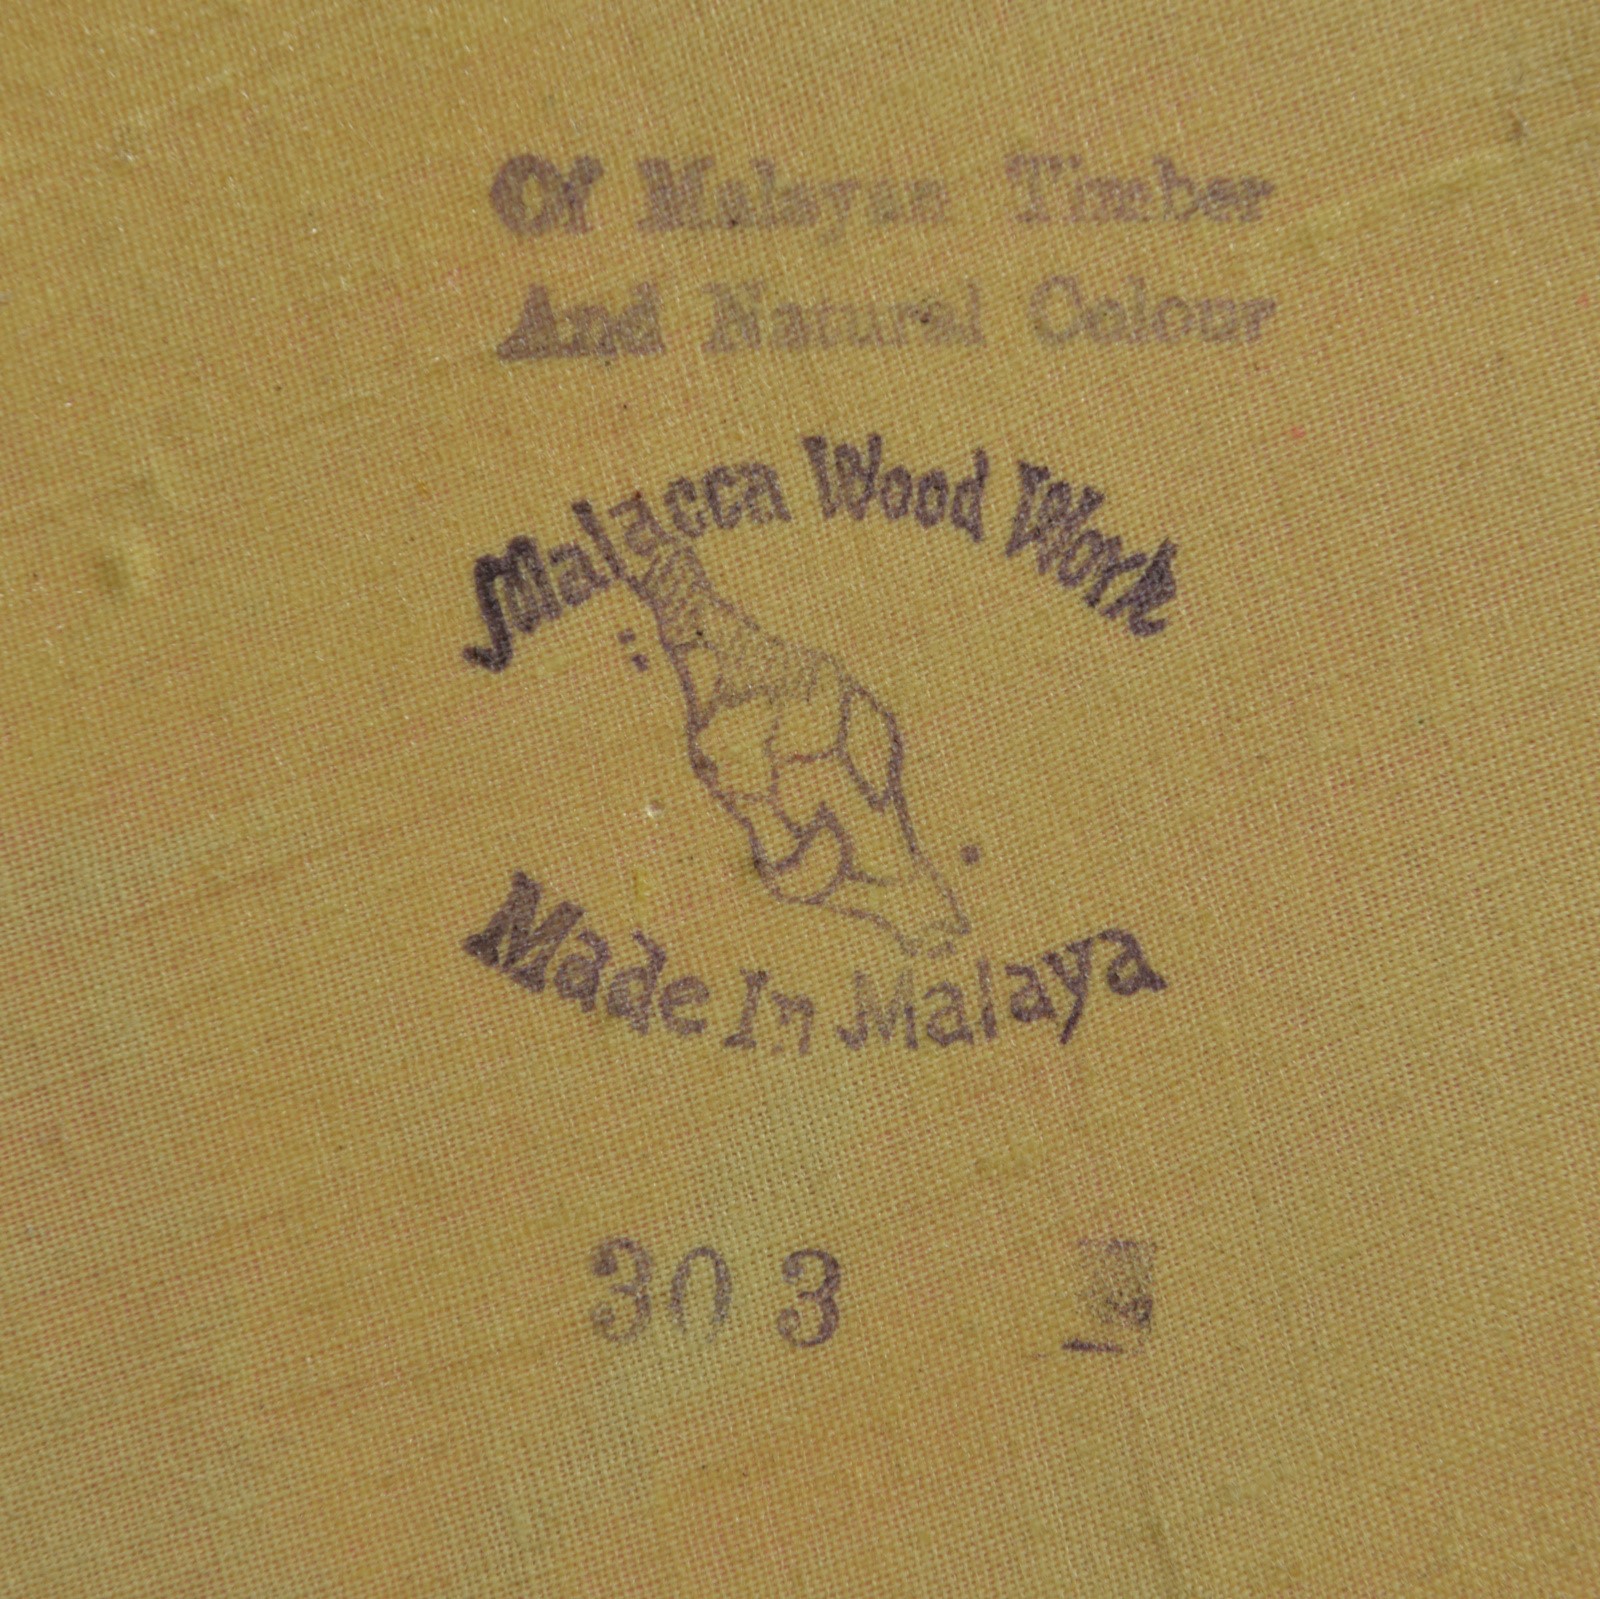 Of Malayan Timber
And Natural Colour
Malacca Wood Work
Made In Malaya
303